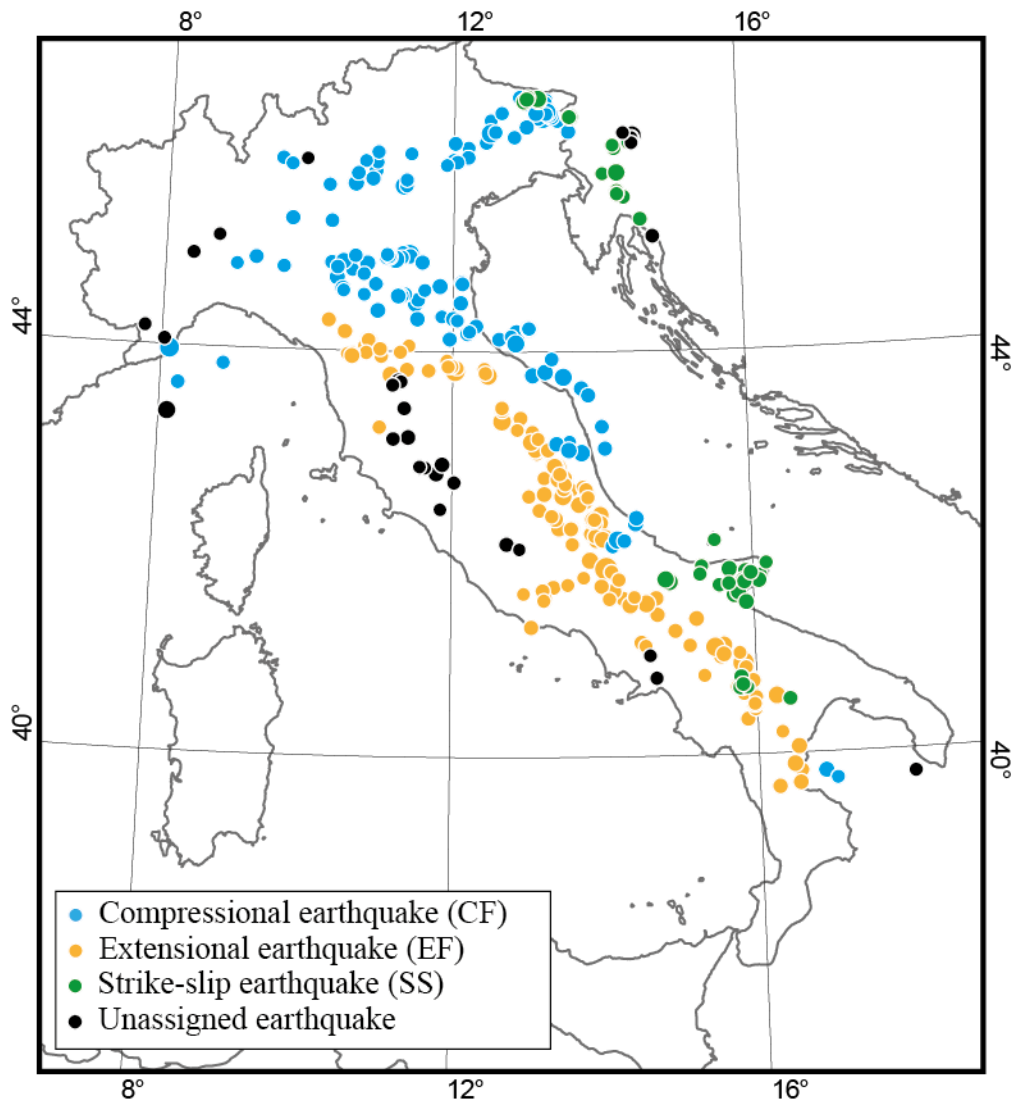 8° 12° 16°
44° 44°
40° 40°
Compressional earthquake (CF)
Extensional earthquake (EF)
Strike-slip earthquake (SS)
Unassigned earthquake
8° 12° 16°